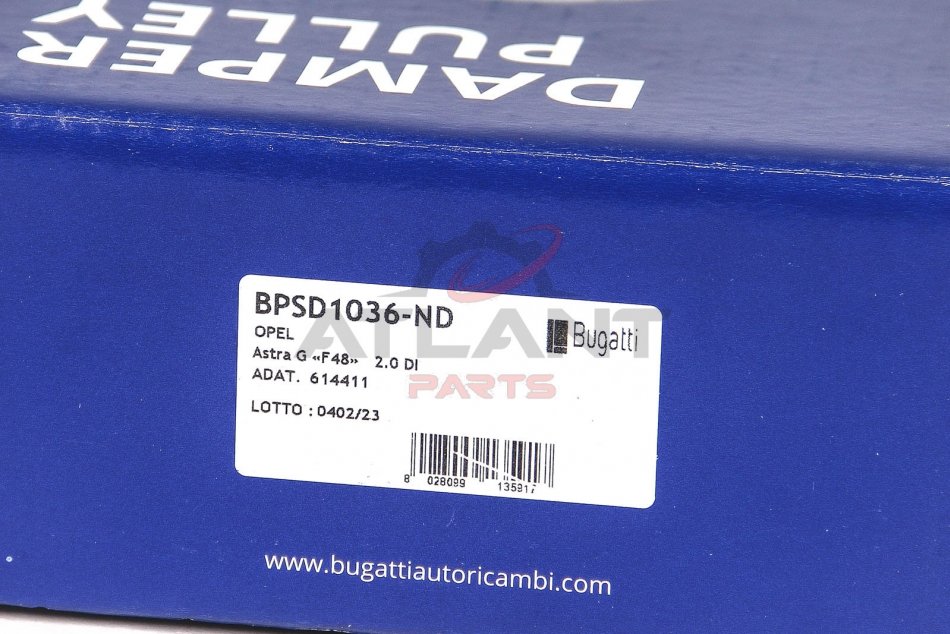 DAMPER
PULLEY
BPSD1036-ND
OPEL
Astra G «F48» 2.0 DI
ADAT. 614411
LOTTO : 0402/23
Bugatti
8 028099 135917
ATLANT
PARTS
www.bugattiautoricambi.com